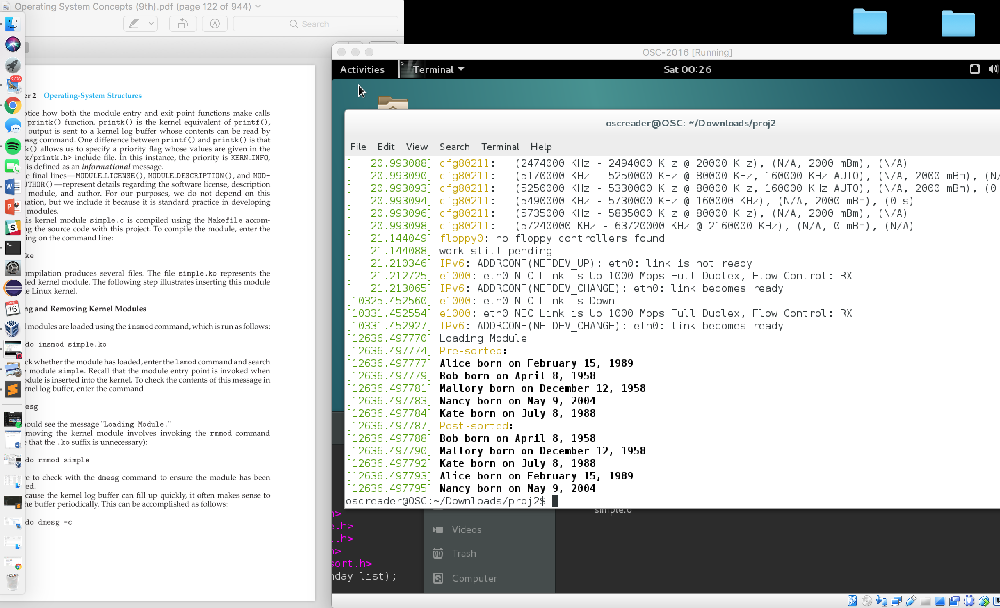 Operating System Concepts (9th).pdf (page 122 of 944)
Search
2,876
er 2 Operating-System Structures
otice how both the module entry and exit point functions make calls
printk() function. printk() is the kernel equivalent of printf(),
output is sent to a kernel log buffer whose contents can be read by
esg command. One difference between printf() and printk() is that
k() allows us to specify a priority flag whose values are given in the
x/printk.h> include file. In this instance, the priority is KERN_INFO,
is defined as an informational message.
e final lines—MODULE_LICENSE(), MODULE_DESCRIPTION(), and MOD-
UTHOR()—represent details regarding the software license, description
module, and author. For our purposes, we do not depend on this
nation, but we include it because it is standard practice in developing
modules.
is kernel module simple.c is compiled using the Makefile accom-
ng the source code with this project. To compile the module, enter the
ing on the command line:
ke
ompilation produces several files. The file simple.ko represents the
led kernel module. The following step illustrates inserting this module
e Linux kernel.
ng and Removing Kernel Modules
l modules are loaded using the insmod command, which is run as follows:
do insmod simple.ko
ck whether the module has loaded, enter the lsmod command and search
e module simple. Recall that the module entry point is invoked when
odule is inserted into the kernel. To check the contents of this message in
rnel log buffer, enter the command
esg
ould see the message "Loading Module."
emoving the kernel module involves invoking the rmmod command
e that the .ko suffix is unnecessary):
do rmmod simple
re to check with the dmesg command to ensure the module has been
ed.
cause the kernel log buffer can fill up quickly, it often makes sense to
he buffer periodically. This can be accomplished as follows:
do dmesg -c
MAR
16
OSC-2016 [Running]
Activities Terminal Sat 00:26
oscreader@OSC: ~/Downloads/proj2
File Edit View Search Terminal Help
[   20.993088] cfg80211:   (2474000 KHz - 2494000 KHz @ 20000 KHz), (N/A, 2000 mBm), (N/A)
[   20.993090] cfg80211:   (5170000 KHz - 5250000 KHz @ 80000 KHz, 160000 KHz AUTO), (N/A, 2000 mBm), (N/
[   20.993093] cfg80211:   (5250000 KHz - 5330000 KHz @ 80000 KHz, 160000 KHz AUTO), (N/A, 2000 mBm), (0
[   20.993094] cfg80211:   (5490000 KHz - 5730000 KHz @ 160000 KHz), (N/A, 2000 mBm), (0 s)
[   20.993096] cfg80211:   (5735000 KHz - 5835000 KHz @ 80000 KHz), (N/A, 2000 mBm), (N/A)
[   20.993098] cfg80211:   (57240000 KHz - 63720000 KHz @ 2160000 KHz), (N/A, 0 mBm), (N/A)
[   21.144049] floppy0: no floppy controllers found
[   21.144088] work still pending
[   21.210346] IPv6: ADDRCONF(NETDEV_UP): eth0: link is not ready
[   21.212725] e1000: eth0 NIC Link is Up 1000 Mbps Full Duplex, Flow Control: RX
[   21.213065] IPv6: ADDRCONF(NETDEV_CHANGE): eth0: link becomes ready
[10325.452560] e1000: eth0 NIC Link is Down
[10331.452554] e1000: eth0 NIC Link is Up 1000 Mbps Full Duplex, Flow Control: RX
[10331.452927] IPv6: ADDRCONF(NETDEV_CHANGE): eth0: link becomes ready
[12636.497770] Loading Module
[12636.497774] Pre-sorted:
[12636.497777] Alice born on February 15, 1989
[12636.497779] Bob born on April 8, 1958
[12636.497781] Mallory born on December 12, 1958
[12636.497783] Nancy born on May 9, 2004
[12636.497784] Kate born on July 8, 1988
[12636.497787] Post-sorted:
[12636.497788] Bob born on April 8, 1958
[12636.497790] Mallory born on December 12, 1958
[12636.497792] Kate born on July 8, 1988
[12636.497793] Alice born on February 15, 1989
[12636.497795] Nancy born on May 9, 2004
oscreader@OSC:~/Downloads/proj2$
simple.o
h>
e.h>
.h>
h>
sort.h>
hday_list);
Videos
Trash
Computer